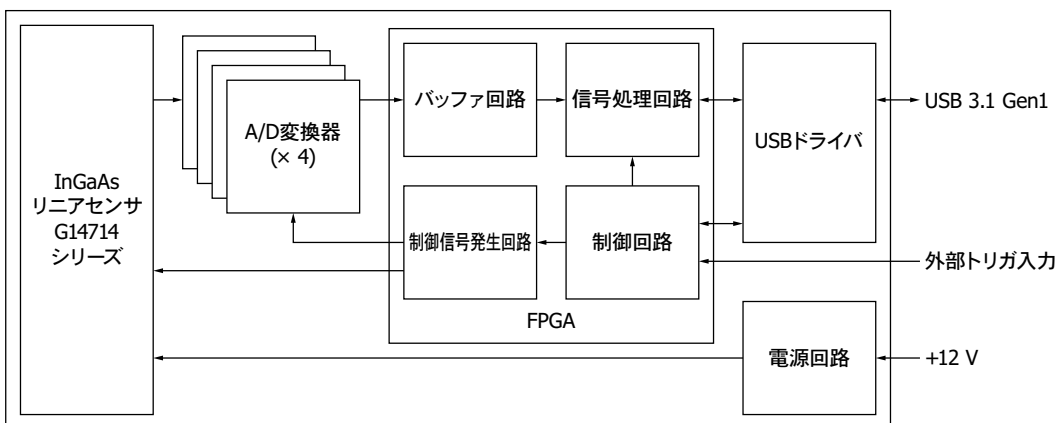 InGaAs
リニアセンサ
G14714
シリーズ
A/D変換器
(× 4)
バッファ回路
信号処理回路
制御信号発生回路
制御回路
FPGA
USBドライバ
電源回路
USB 3.1 Gen1
外部トリガ入力
+12 V